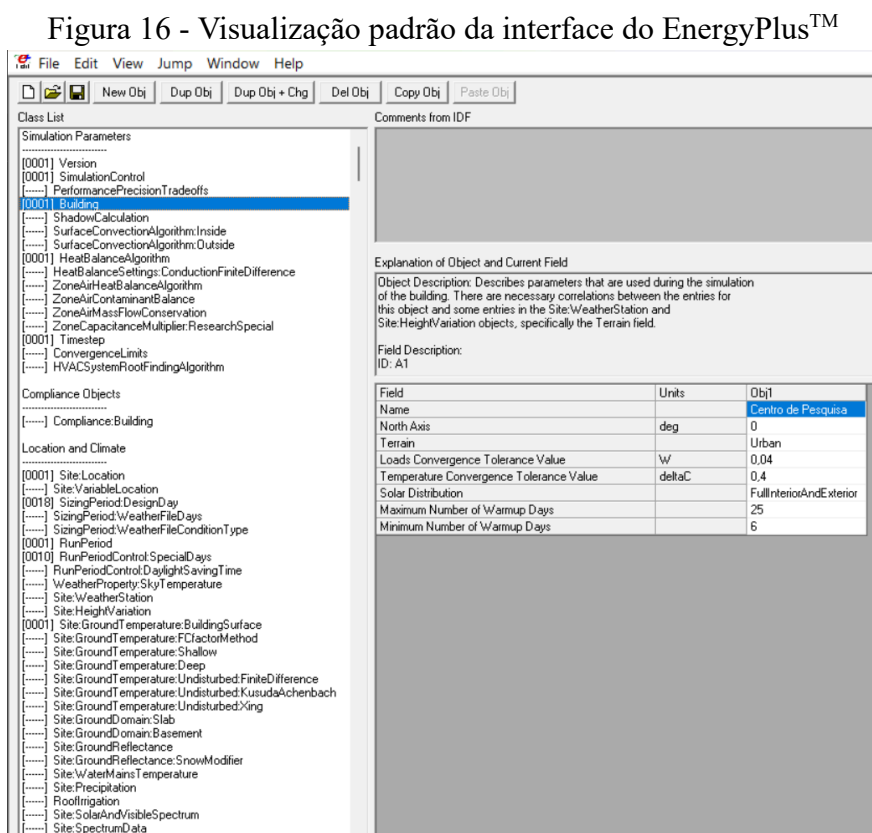 Figura 16 - Visualização padrão da interface do EnergyPlus™
File Edit View Jump Window Help
New Obj Dup Obj Dup Obj + Chg Del Obj Copy Obj Paste Obj
Class List
Simulation Parameters
--------------------------
[0001] Version
[0001] SimulationControl
[------] PerformancePrecisionTradeoffs
[0001] Building
[------] ShadowCalculation
[------] SurfaceConvectionAlgorithm:Inside
[------] SurfaceConvectionAlgorithm:Outside
[0001] HeatBalanceAlgorithm
[------] HeatBalanceSettings:ConductionFiniteDifference
[------] ZoneAirHeatBalanceAlgorithm
[------] ZoneAirContaminantBalance
[------] ZoneAirMassFlowConservation
[------] ZoneCapacitanceMultiplier:ResearchSpecial
[0001] Timestep
[------] ConvergenceLimits
[------] HVACSystemRootFindingAlgorithm
Compliance Objects
--------------------------
[------] Compliance:Building
Location and Climate
--------------------------
[0001] Site:Location
[------] Site:VariableLocation
[0018] SizingPeriod:DesignDay
[------] SizingPeriod:WeatherFileDays
[------] SizingPeriod:WeatherFileConditionType
[0001] RunPeriod
[0010] RunPeriodControl:SpecialDays
[------] RunPeriodControl:DaylightSavingTime
[------] WeatherProperty:SkyTemperature
[------] Site:WeatherStation
[------] Site:HeightVariation
[0001] Site:GroundTemperature:BuildingSurface
[------] Site:GroundTemperature:FCfactorMethod
[------] Site:GroundTemperature:Shallow
[------] Site:GroundTemperature:Deep
[------] Site:GroundTemperature:Undisturbed:FiniteDifference
[------] Site:GroundTemperature:Undisturbed:KusudaAchenbach
[------] Site:GroundTemperature:Undisturbed:Xing
[------] Site:GroundDomain:Slab
[------] Site:GroundDomain:Basement
[------] Site:GroundReflectance
[------] Site:GroundReflectance:SnowModifier
[------] Site:WaterMainsTemperature
[------] Site:Precipitation
[------] RoofIrrigation
[------] Site:SolarAndVisibleSpectrum
[------] Site:SpectrumData
Comments from IDF
Explanation of Object and Current Field
Object Description: Describes parameters that are used during the simulation
of the building. There are necessary correlations between the entries for
this object and some entries in the Site:WeatherStation and
Site:HeightVariation objects, specifically the Terrain field.
Field Description:
ID: A1
Field Units Obj1
Name Centro de Pesquisa
North Axis deg 0
Terrain Urban
Loads Convergence Tolerance Value W 0,04
Temperature Convergence Tolerance Value deltaC 0,4
Solar Distribution FullInteriorAndExterior
Maximum Number of Warmup Days 25
Minimum Number of Warmup Days 6